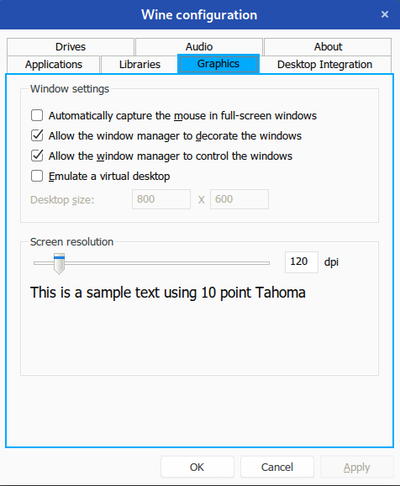 Wine configuration
Drives Audio About
Applications Libraries Graphics Desktop Integration
Window settings
Automatically capture the mouse in full-screen windows
Allow the window manager to decorate the windows
Allow the window manager to control the windows
Emulate a virtual desktop
Desktop size: 800 X 600
Screen resolution
120 dpi
This is a sample text using 10 point Tahoma
OK Cancel Apply